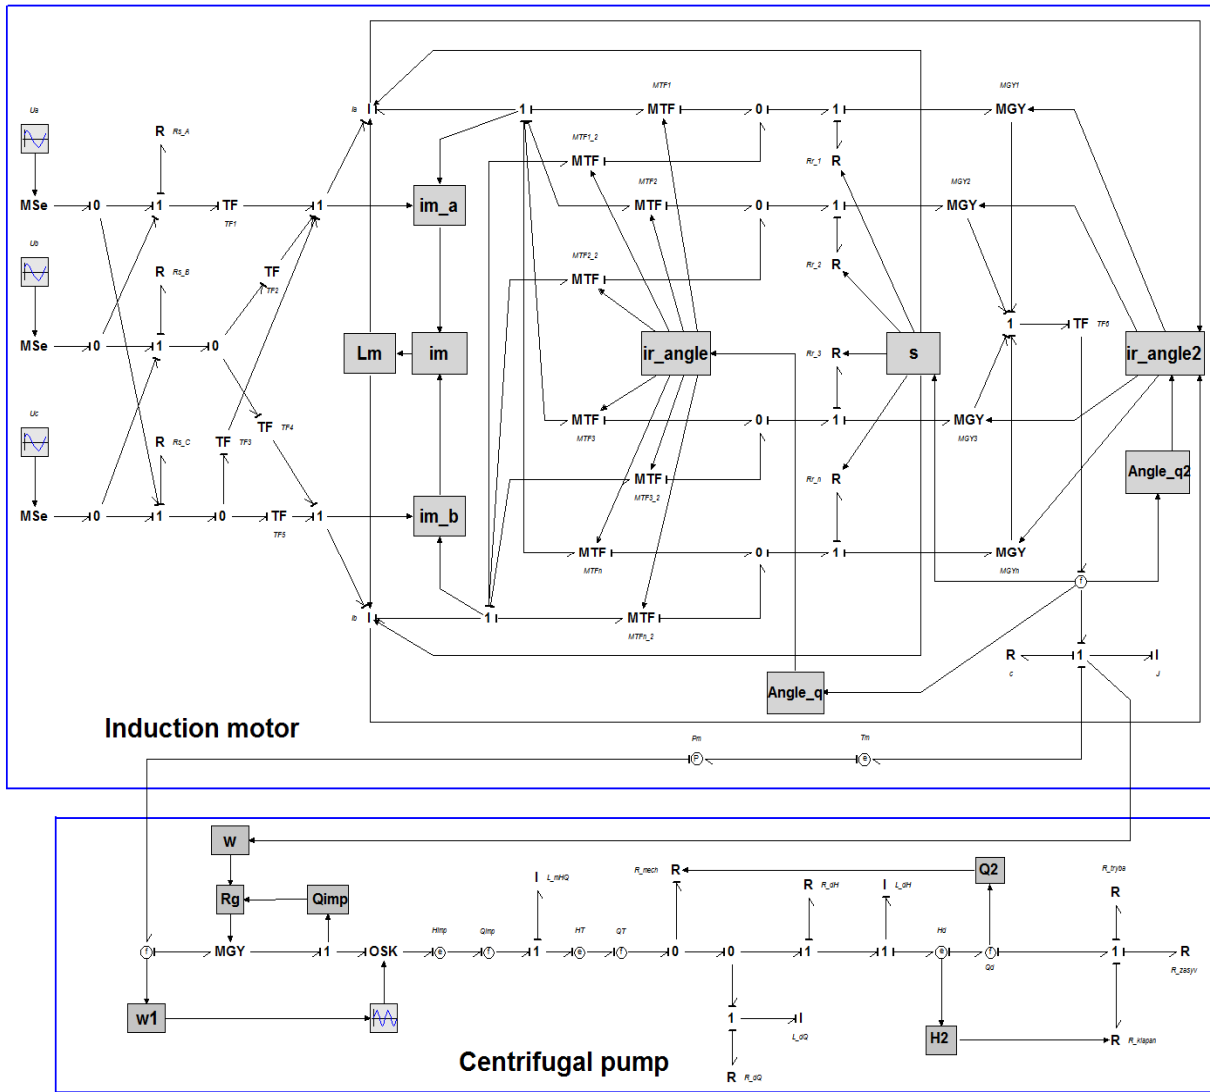 MTF1
MGY1
Ua
R Rs_A
Ia I 1 MTF 0 1 MGY
MTF1_2
Rr_1
MTF R
MTF2
MGY2
MSe 0 1 TF 1 im_a MTF 0 1 MGY
TF1
Ub
MTF2_2
R Rs_B TF MTF Rr_2 R
TF2
1 TF TF6
MSe 0 1 0 Lm im ir_angle Rr_3 R s ir_angle2
Uc
MTF 0 1 MGY
MTF3 MGY3
R Rs_C TF TF3 TF TF4
Rr_n
MTF R Angle_q2
MTF3_2
MSe 0 1 0 TF 1 im_b
TF5
MTF 0 1 MGY
MTFn MGYn
f
Ib I 1 MTF
MTFn_2
R 1 I
c J
Angle_q
Induction motor
Pm Tm
P e
w
R_mech R Q2 R_tryba
I L_mHQ R R_dH I L_dH R
Rg Qimp
HImp QImp HT QT Hd
f MGY 1 OSK e f 1 e f 0 0 1 1 e f 1 R
Qd R_zasyv
w1 1 I
L_dQ
H2 R R_klapan
Centrifugal pump R R_dQ